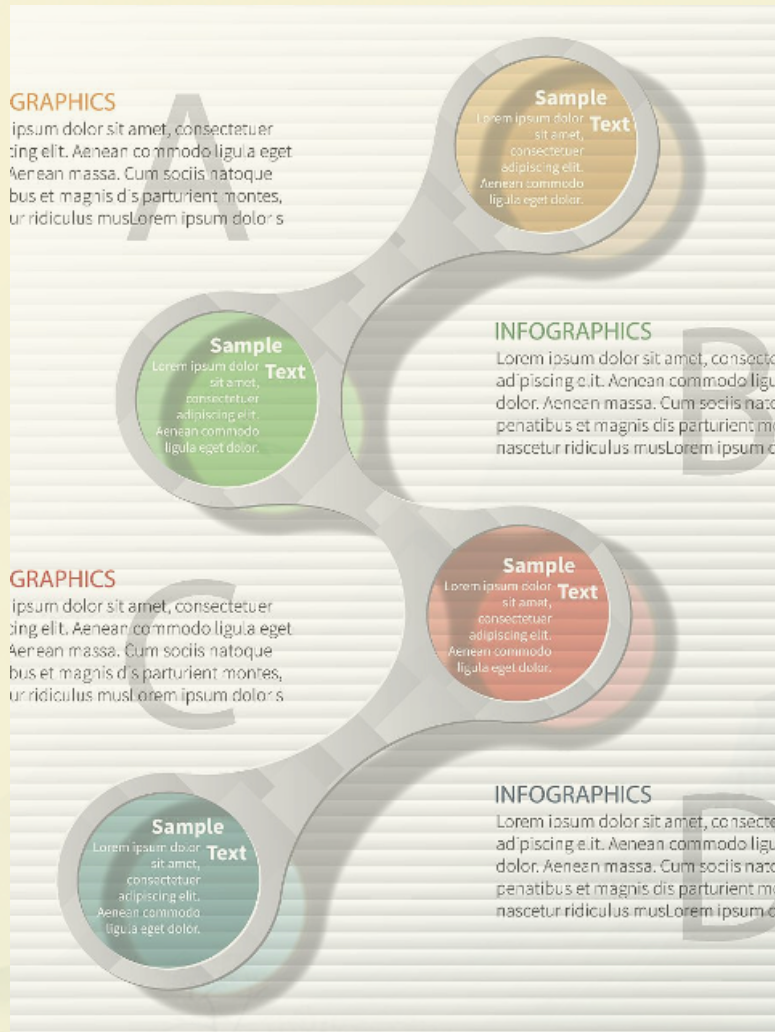 GRAPHICS
ipsum dolor sit amet, consectetuer
cing elit. Aenean commodo ligula eget
Aenean massa. Cum sociis natoque
bus et magnis dis parturient montes,
ur ridiculus musLorem ipsum dolor s
A
Sample
Text
Lorem ipsum dolor
sit amet,
consectetuer
adipiscing elit.
Aenean commodo
ligula eget dolor.
Sample
Text
Lorem ipsum dolor
sit amet,
consectetuer
adipiscing elit.
Aenean commodo
ligula eget dolor.
INFOGRAPHICS
Lorem ipsum dolor sit amet, consecte
adipiscing elit. Aenean commodo ligu
dolor. Aenean massa. Cum sociis nato
penatibus et magnis dis parturient mo
nascetur ridiculus musLorem ipsum d
B
GRAPHICS
ipsum dolor sit amet, consectetuer
cing elit. Aenean commodo ligula eget
Aenean massa. Cum sociis natoque
bus et magnis dis parturient montes,
ur ridiculus musLorem ipsum dolor s
C
Sample
Text
Lorem ipsum dolor
sit amet,
consectetuer
adipiscing elit.
Aenean commodo
ligula eget dolor.
Sample
Text
Lorem ipsum dolor
sit amet,
consectetuer
adipiscing elit.
Aenean commodo
ligula eget dolor.
INFOGRAPHICS
Lorem ipsum dolor sit amet, consecte
adipiscing elit. Aenean commodo ligu
dolor. Aenean massa. Cum sociis nato
penatibus et magnis dis parturient mo
nascetur ridiculus musLorem ipsum d
D